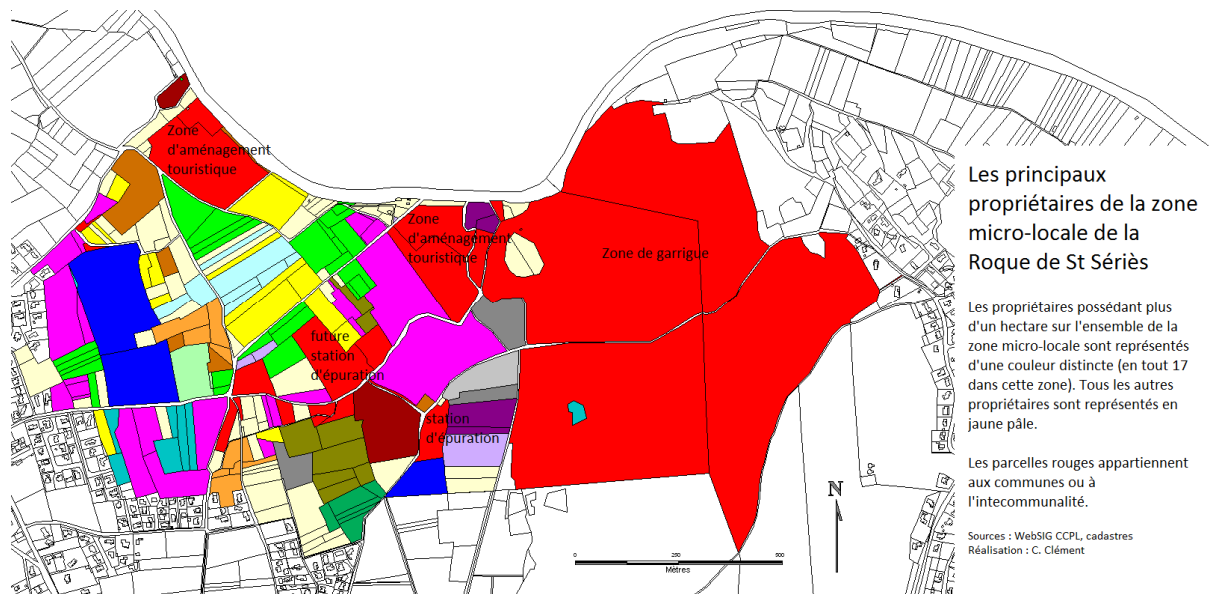 Zone
d'aménagement
touristique
Zone
d'aménagement
touristique
Zone de garrigue
future
station
d'épuration
station
d'épuration
Les principaux
propriétaires de la zone
micro-locale de la
Roque de St Sériès
Les propriétaires possédant plus
d'un hectare sur l'ensemble de la
zone micro-locale sont représentés
d'une couleur distincte (en tout 17
dans cette zone). Tous les autres
propriétaires sont représentés en
jaune pâle.
Les parcelles rouges appartiennent
aux communes ou à
l'intecommunalité.
Sources : WebSIG CCPL, cadastres
Réalisation : C. Clément
N
0 250 500
Mètres